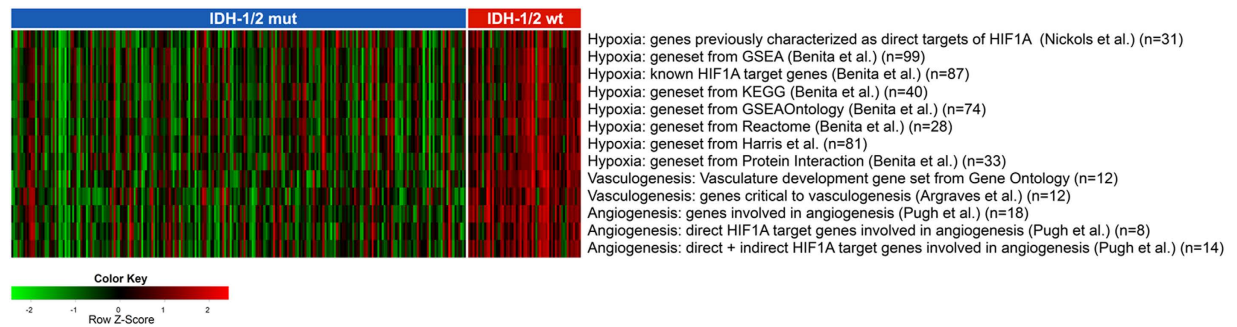 IDH-1/2 mut
IDH-1/2 wt
Hypoxia: genes previously characterized as direct targets of HIF1A (Nickols et al.) (n=31)
Hypoxia: geneset from GSEA (Benita et al.) (n=99)
Hypoxia: known HIF1A target genes (Benita et al.) (n=87)
Hypoxia: geneset from KEGG (Benita et al.) (n=40)
Hypoxia: geneset from GSEAOntology (Benita et al.) (n=74)
Hypoxia: geneset from Reactome (Benita et al.) (n=28)
Hypoxia: geneset from Harris et al. (n=81)
Hypoxia: geneset from Protein Interaction (Benita et al.) (n=33)
Vasculogenesis: Vasculature development gene set from Gene Ontology (n=12)
Vasculogenesis: genes critical to vasculogenesis (Argraves et al.) (n=12)
Angiogenesis: genes involved in angiogenesis (Pugh et al.) (n=18)
Angiogenesis: direct HIF1A target genes involved in angiogenesis (Pugh et al.) (n=8)
Angiogenesis: direct + indirect HIF1A target genes involved in angiogenesis (Pugh et al.) (n=14)
Color Key
-2 -1 0 1 2
Row Z-Score